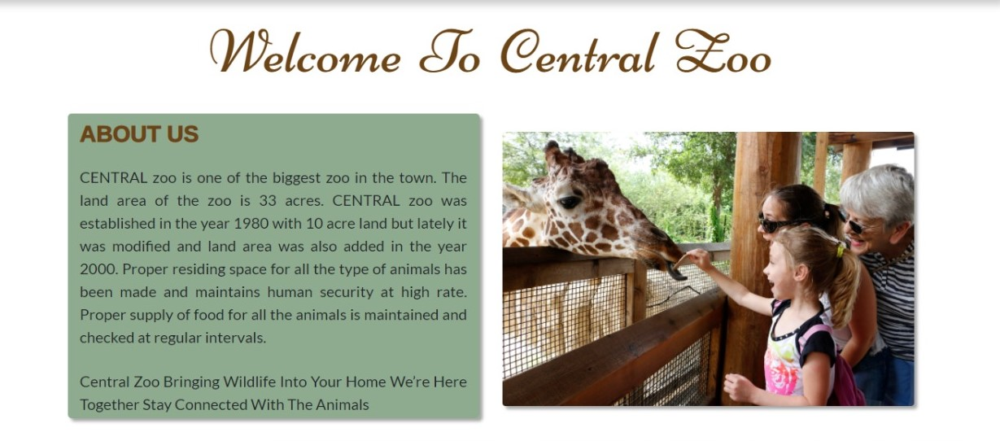 Welcome To Central Zoo
ABOUT US
CENTRAL zoo is one of the biggest zoo in the town. The
land area of the zoo is 33 acres. CENTRAL zoo was
established in the year 1980 with 10 acre land but lately it
was modified and land area was also added in the year
2000. Proper residing space for all the type of animals has
been made and maintains human security at high rate.
Proper supply of food for all the animals is maintained and
checked at regular intervals.
Central Zoo Bringing Wildlife Into Your Home We’re Here
Together Stay Connected With The Animals